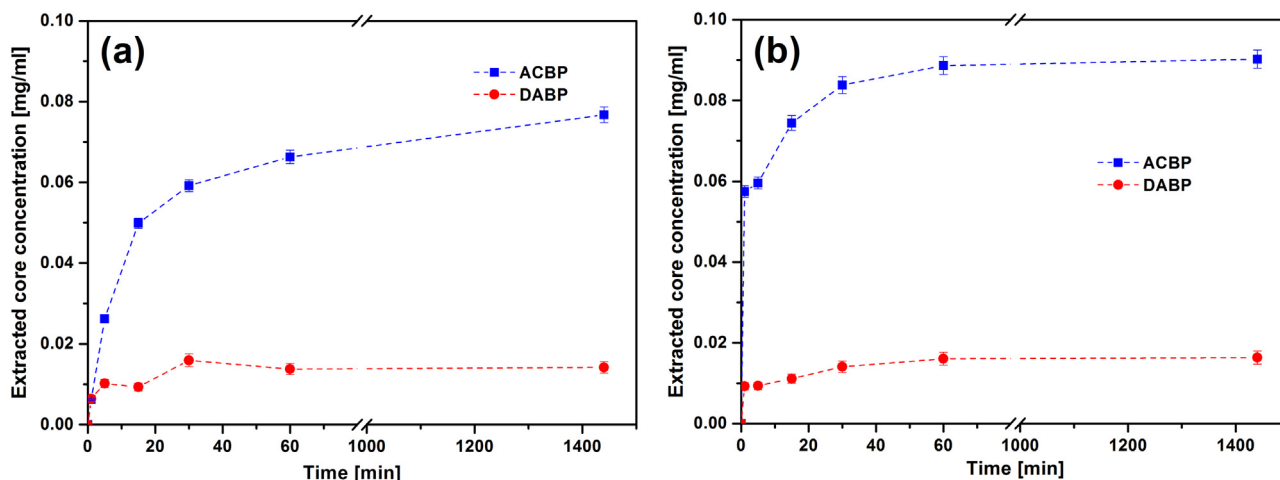 (a)
ACBP
DABP
Extracted core concentration [mg/ml]
0.10
0.08
0.06
0.04
0.02
0.00
0 20 40 60 1000 1200 1400
Time [min]
(b)
ACBP
DABP
Extracted core concentration [mg/ml]
0.10
0.08
0.06
0.04
0.02
0.00
0 20 40 60 1000 1200 1400
Time [min]